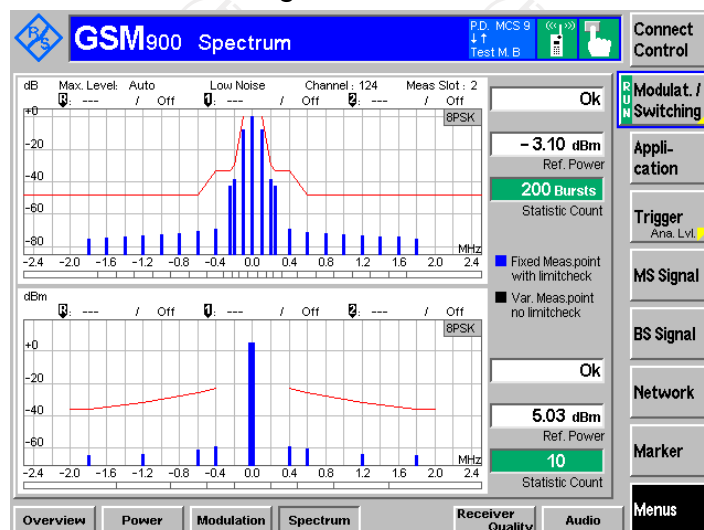 R S
GSM900 Spectrum
P.D. MCS 9
Test M. B
Connect Control
dB Max. Level: Auto Low Noise Channel : 124 Meas Slot : 2
R: --- / Off 1: --- / Off 2: --- / Off
8PSK
+0
-20
-40
-60
-80
MHz
-2.4 -2.0 -1.6 -1.2 -0.8 -0.4 0.0 0.4 0.8 1.2 1.6 2.0 2.4
Ok
-3.10 dBm
Ref. Power
200 Bursts
Statistic Count
Fixed Meas.point
with limitcheck
Var. Meas.point
no limitcheck
dBm
R: --- / Off 1: --- / Off 2: --- / Off
8PSK
+0
-20
-40
-60
MHz
-2.4 -2.0 -1.6 -1.2 -0.8 -0.4 0.0 0.4 0.8 1.2 1.6 2.0 2.4
Ok
5.03 dBm
Ref. Power
10
Statistic Count
RUN
Modulat. /
Switching
Appli-
cation
Trigger
Ana. Lvl.
MS Signal
BS Signal
Network
Marker
Menus
Overview Power Modulation Spectrum Receiver Quality Audio